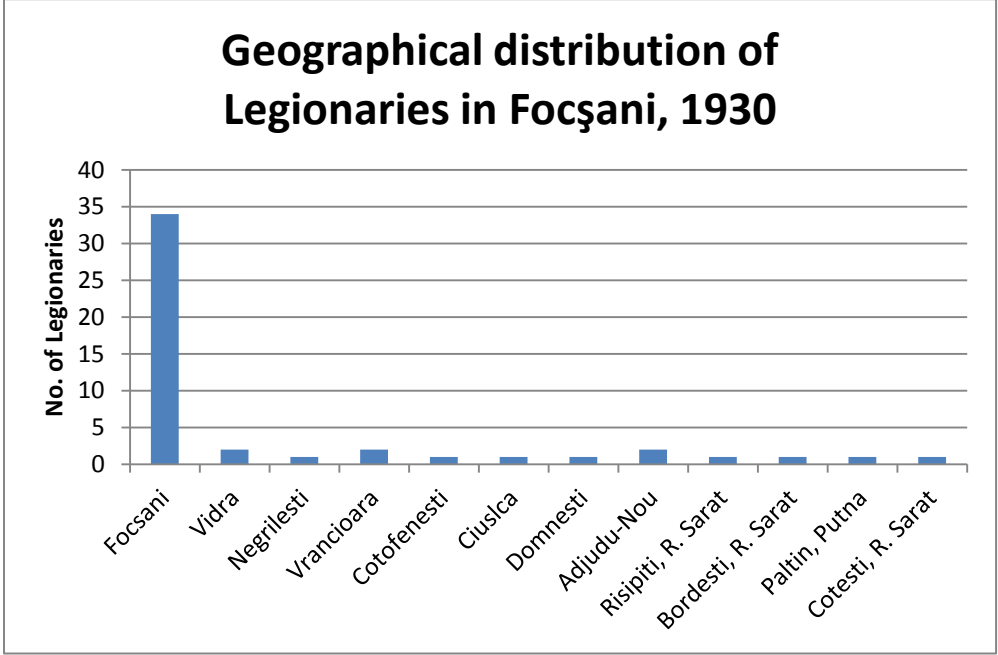 Geographical distribution of
Legionaries in Focşani, 1930
No. of Legionaries
40
35
30
25
20
15
10
5
0
Focsani
Vidra
Negrilesti
Vrancioara
Cotofenesti
Ciuslca
Domnesti
Adjudu-Nou
Risipiti, R. Sarat
Bordesti, R. Sarat
Paltin, Putna
Cotesti, R. Sarat